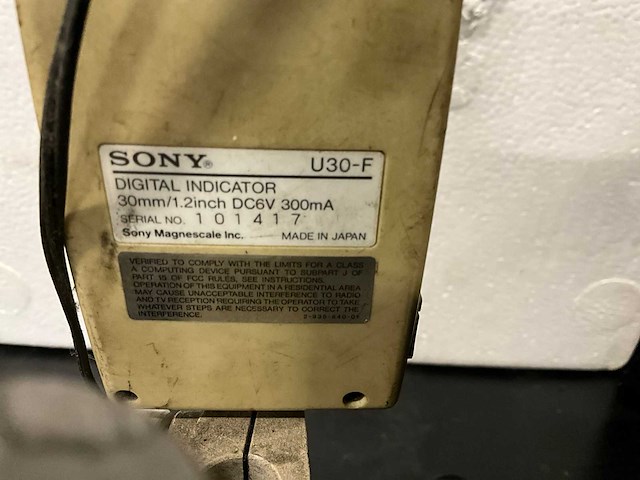 SONY® U30-F
DIGITAL INDICATOR
30mm/1.2inch DC6V 300mA
SERIAL NO. 101417
Sony Magnescale Inc. MADE IN JAPAN
VERIFIED TO COMPLY WITH THE LIMITS FOR A CLASS
A COMPUTING DEVICE PURSUANT TO SUBPART J OF
PART 15 OF FCC RULES. SEE INSTRUCTIONS.
OPERATION OF THIS EQUIPMENT IN A RESIDENTIAL AREA
MAY CAUSE UNACCEPTABLE INTERFERENCE TO RADIO
AND TV RECEPTION REQUIRING THE OPERATOR TO TAKE
WHATEVER STEPS ARE NECESSARY TO CORRECT THE
INTERFERENCE.